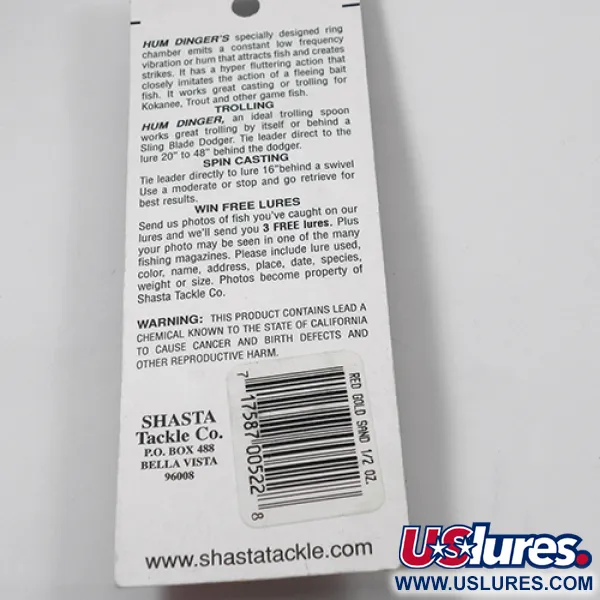 HUM DINGER'S specially designed ring
chamber emits a constant low frequency
vibration or hum that attracts fish and creates
strikes. It has a hyper fluttering action that
closely imitates the action of a fleeing bait
fish. It works great casting or trolling for
Kokanee, Trout and other game fish.
TROLLING
HUM DINGER, an ideal trolling spoon
works great trolling by itself or behind a
Sling Blade Dodger. Tie leader direct to the
lure 20" to 48" behind the dodger.
SPIN CASTING
Tie leader directly to lure 16"behind a swivel
Use a moderate or stop and go retrieve for
best results.
WIN FREE LURES
Send us photos of fish you've caught on our
lures and we'll send you 3 FREE lures. Plus
your photo may be seen in one of the many
fishing magazines. Please include lure used,
color, name, address, place, date, species,
weight or size. Photos become property of
Shasta Tackle Co.
WARNING: THIS PRODUCT CONTAINS LEAD A
CHEMICAL KNOWN TO THE STATE OF CALIFORNIA
TO CAUSE CANCER AND BIRTH DEFECTS AND
OTHER REPRODUCTIVE HARM.
SHASTA
Tackle Co.
P.O. BOX 488
BELLA VISTA
96008
RED GOLD SAND 1/2 OZ.
7 17587 00522 8
www.shastatackle.com
USlures.
WWW.USLURES.COM